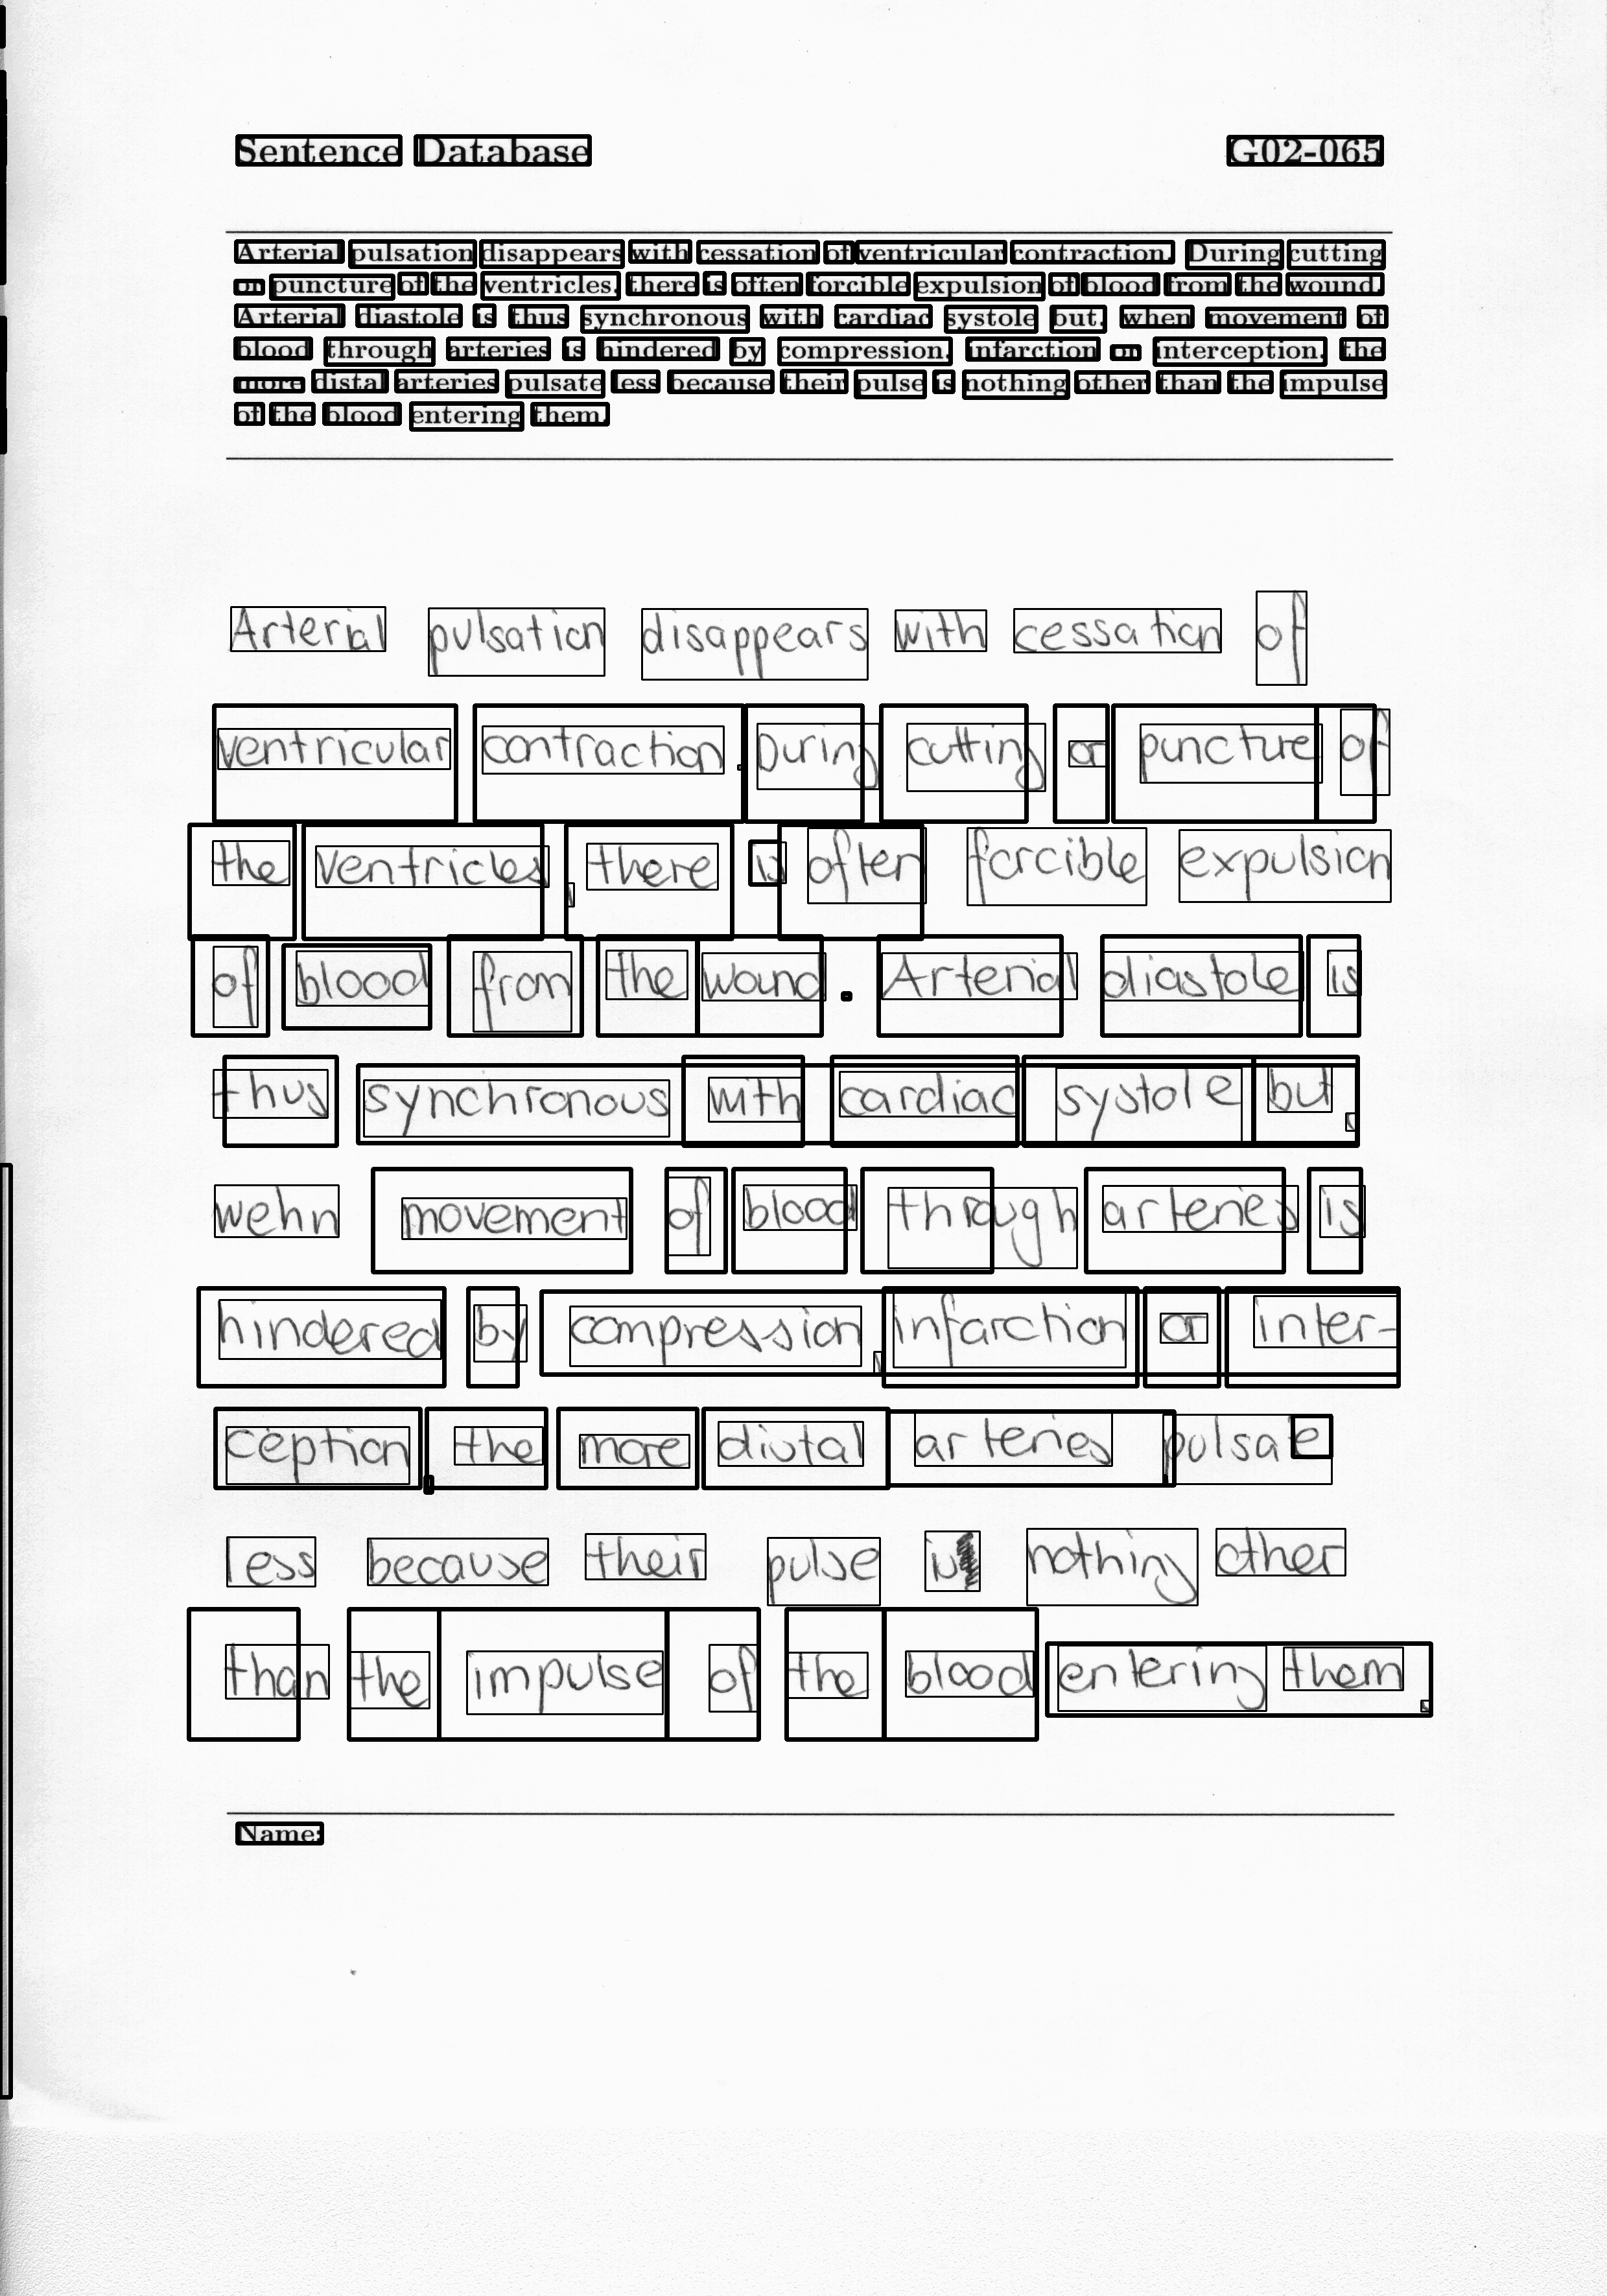 Sentence Database G02-065
Arterial pulsation disappears with cessation of ventricular contraction. During cutting
or puncture of the ventricles, there is often forcible expulsion of blood from the wound.
Arterial diastole is thus synchronous with cardiac systole but, when movement of
blood through arteries is hindered by compression, infarction or interception, the
more distal arteries pulsate less because their pulse is nothing other than the impulse
of the blood entering them.
Arterial pulsation disappears with cessation of
ventricular contraction. During cutting or puncture of
the ventricles, there is often forcible expulsion
of blood from the wound. Arterial diastole is
thus synchronous with cardiac systole but,
wehn movement of blood through arteries is
hindered by compression, infarction or inter-
ception, the more distal arteries pulsate
less because their pulse is nothing other
than the impulse of the blood entering them.
Name: